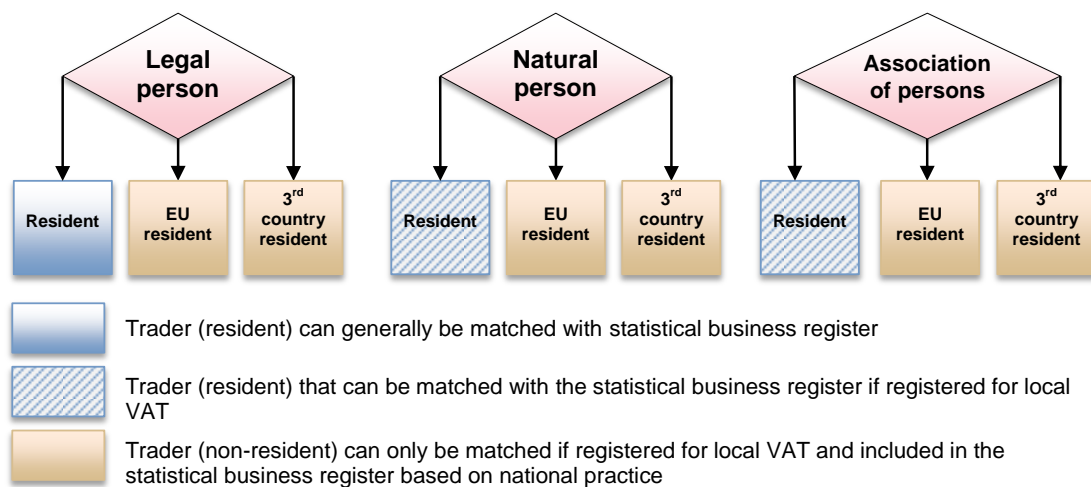 Legal
person
Natural
person
Association
of persons
Resident
EU
resident
3rd
country
resident
Resident
EU
resident
3rd
country
resident
Resident
EU
resident
3rd
country
resident
Trader (resident) can generally be matched with statistical business register
Trader (resident) that can be matched with the statistical business register if registered for local
VAT
Trader (non-resident) can only be matched if registered for local VAT and included in the
statistical business register based on national practice